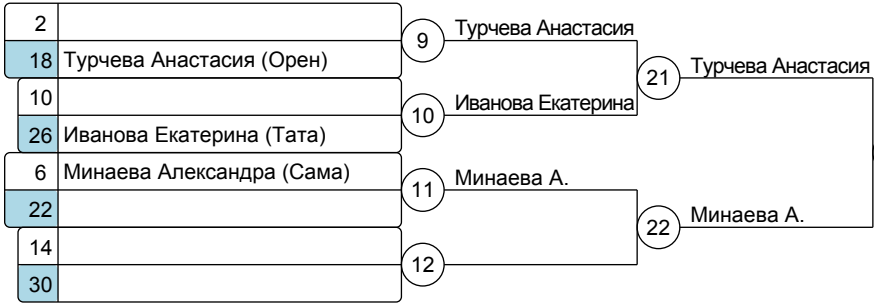 2
18 Турчева Анастасия (Орен)
9 Турчева Анастасия
10
26 Иванова Екатерина (Тата)
10 Иванова Екатерина
21 Турчева Анастасия
6 Минаева Александра (Сама)
22
11 Минаева А.
14
30
12
22 Минаева А.